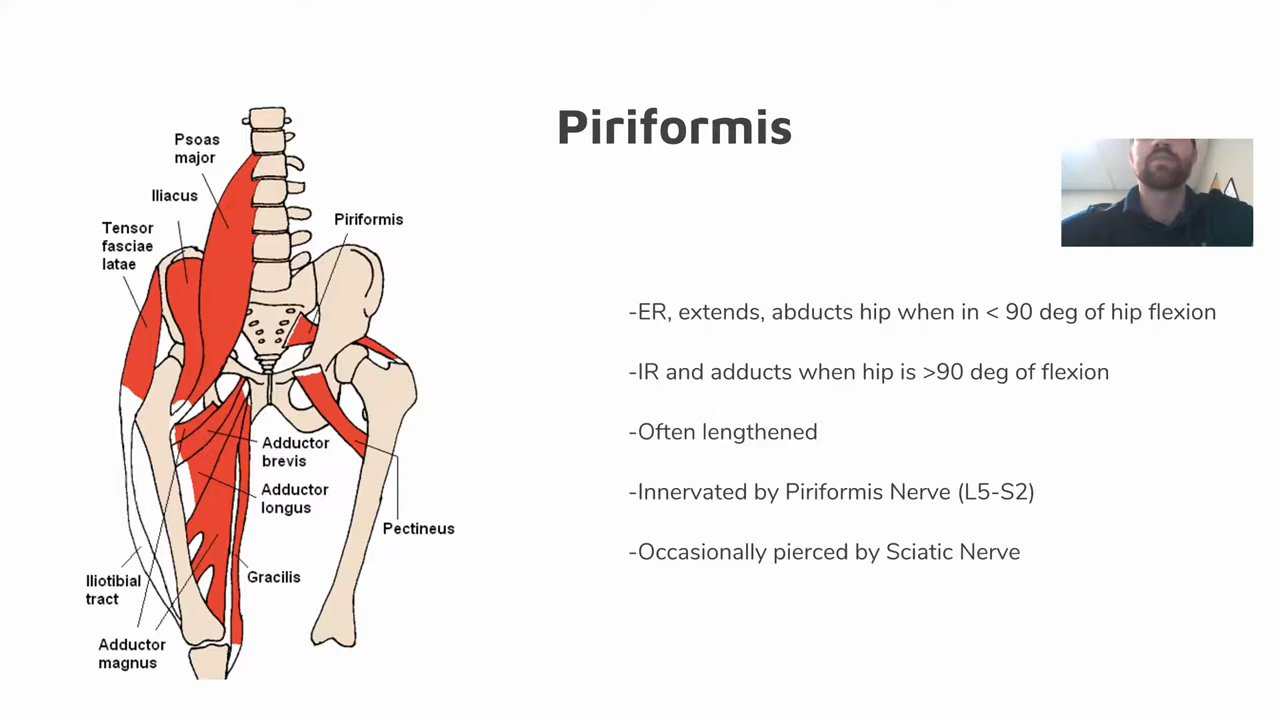 Piriformis
Psoas
major
Iliacus
Tensor
fasciae
latae
Piriformis
Adductor
brevis
Adductor
longus
Pectineus
Gracilis
Iliotibial
tract
Adductor
magnus
-ER, extends, abducts hip when in < 90 deg of hip flexion
-IR and adducts when hip is >90 deg of flexion
-Often lengthened
-Innervated by Piriformis Nerve (L5-S2)
-Occasionally pierced by Sciatic Nerve